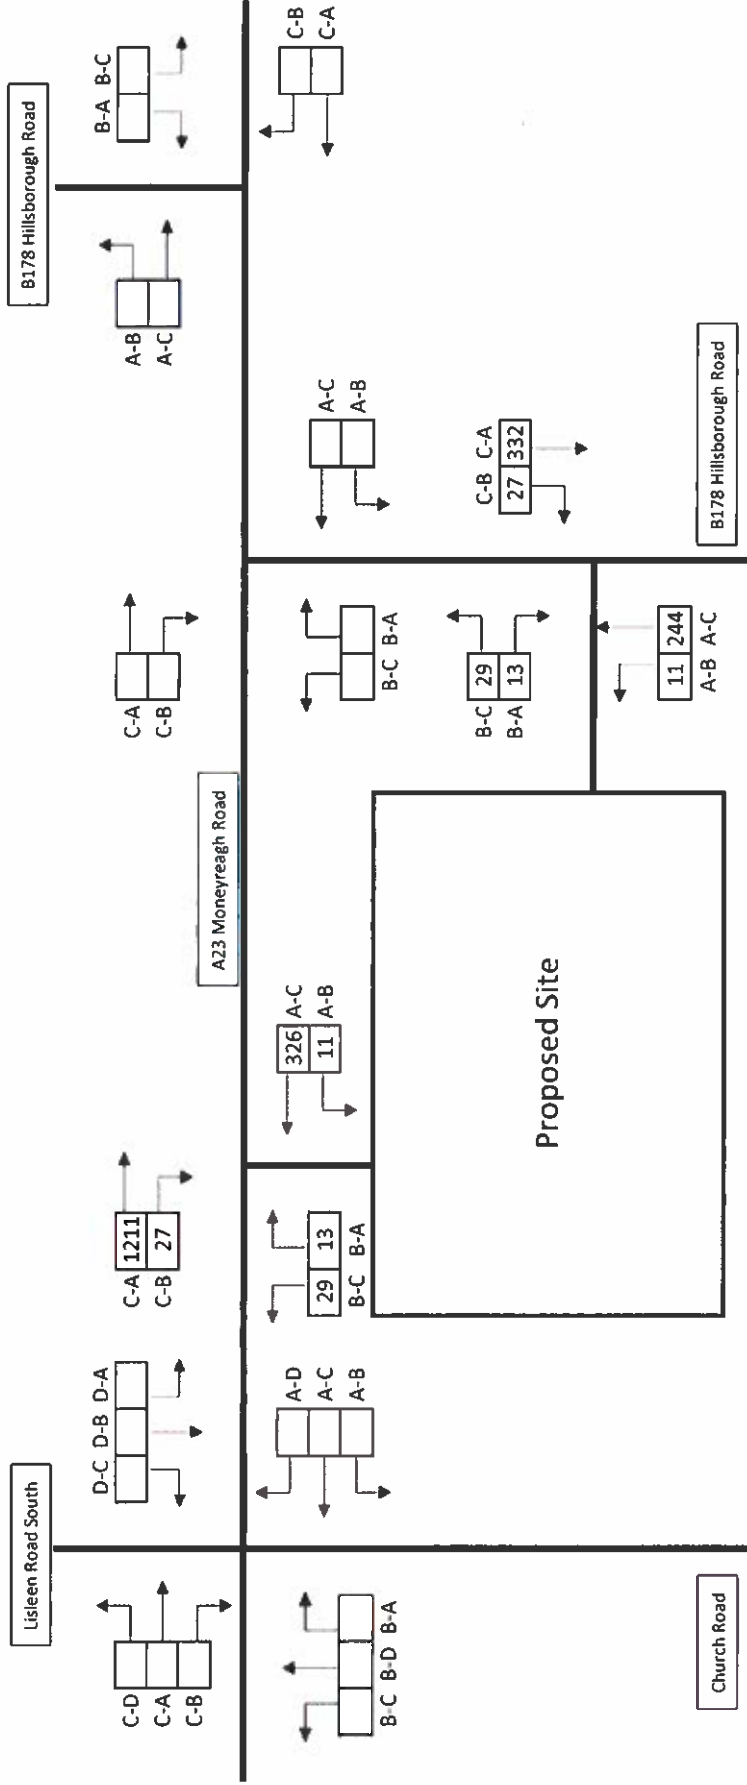 Lisleen Road South
B178 Hillsborough Road
C-D
C-A
C-B
D-C D-B D-A
C-A 1211
C-B 27
C-A
C-B
A-B
A-C
B-A B-C
A23 Moneyreagh Road
B-C B-D B-A
A-D
A-C
A-B
29 13
B-C B-A
326 A-C
11 A-B
B-C B-A
A-C
A-B
C-B
C-A
B-C 29
B-A 13
C-B C-A
27 332
Proposed Site
11 244
A-B A-C
Church Road
B178 Hillsborough Road